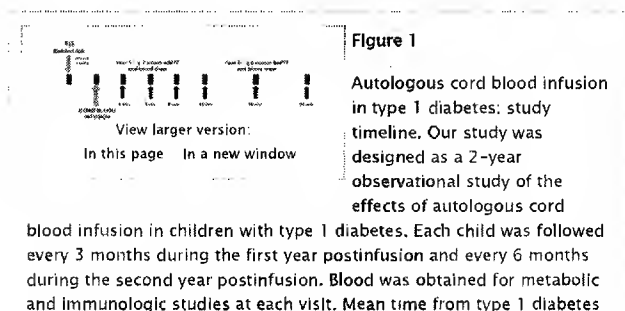 Figure 1
Autologous cord blood infusion
in type 1 diabetes: study
timeline. Our study was
designed as a 2-year
observational study of the
effects of autologous cord
View larger version:
In this page In a new window
blood infusion in children with type 1 diabetes. Each child was followed
every 3 months during the first year postinfusion and every 6 months
during the second year postinfusion. Blood was obtained for metabolic
and immunologic studies at each visit. Mean time from type 1 diabetes